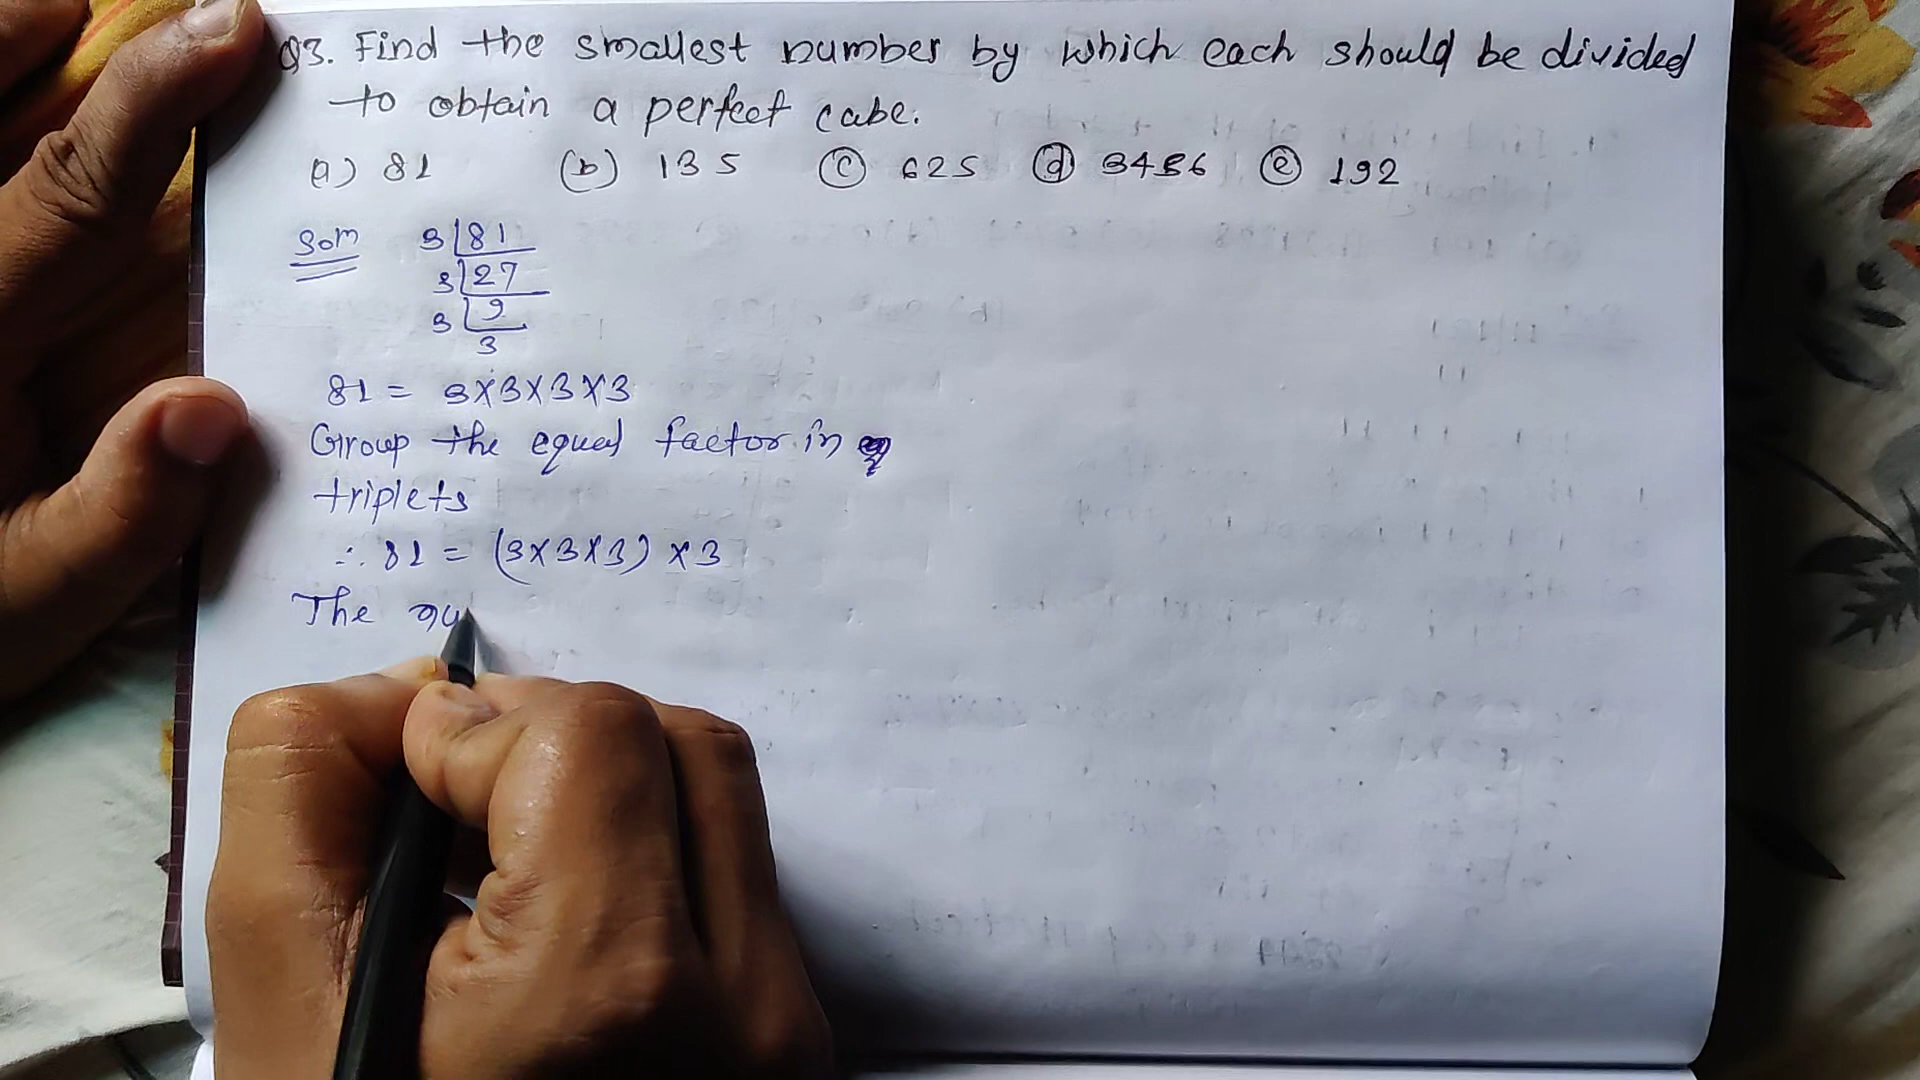 Q3. Find the smallest number by which each should be divided
to obtain a perfect cube.
(a) 81 (b) 135 (c) 625 (d) 3456 (e) 192
Soln 3 81
3 27
3 9
3
81 = 3×3×3×3
Group the equal factor in
triplets
∴ 81 = (3×3×3) × 3
The